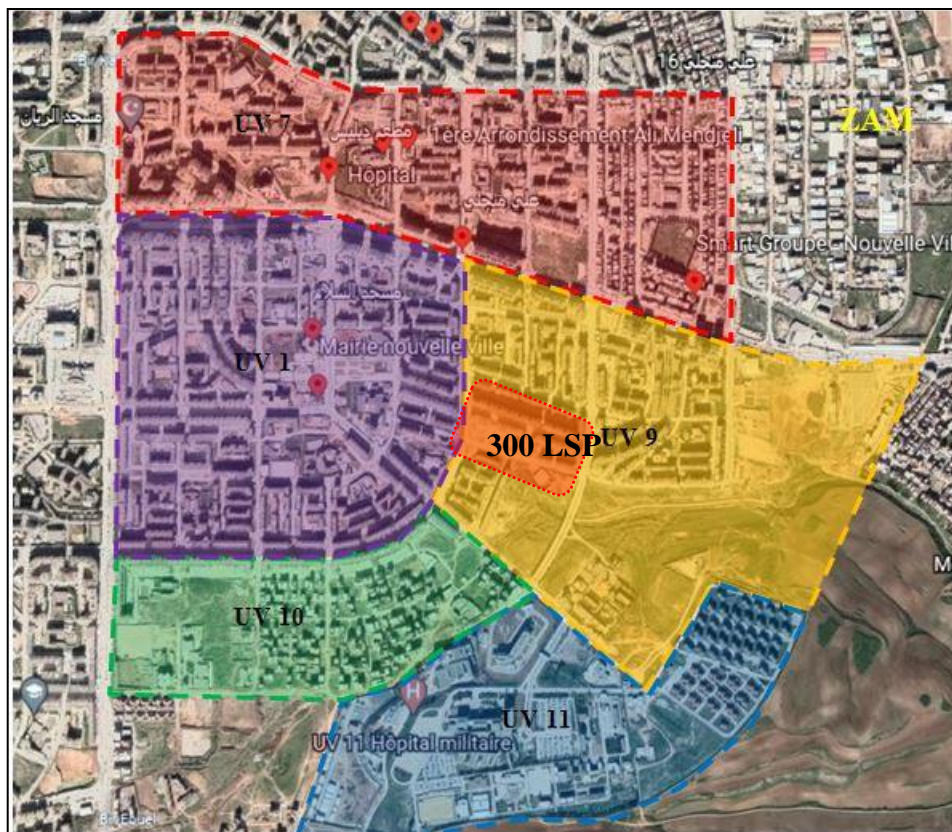 علي منجلي 16
مسجد الريان
ZAM
UV 7
1ère Arrondissement Ali Mendjeli
Hôpital
علي منجلي
Smart Groupe - Nouvelle Vil
مسجد السلام
Mairie nouvelle ville
UV 1
300 LSP
UV 9
M
UV 10
UV 11
UV 11 Hôpital militaire